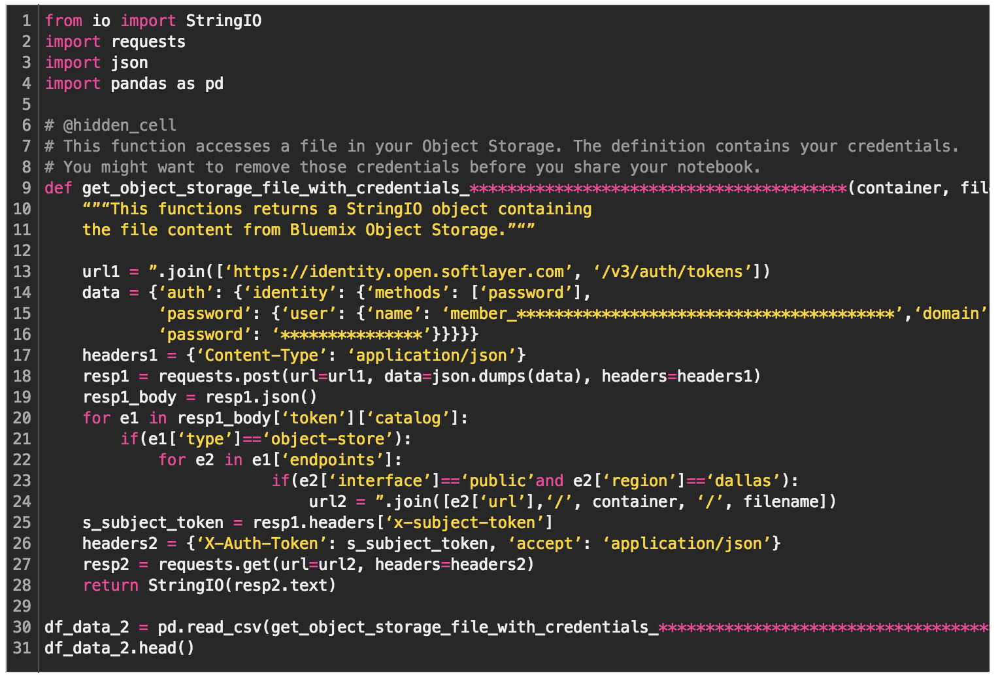 1 from io import StringIO
2 import requests
3 import json
4 import pandas as pd
5
6 # @hidden_cell
7 # This function accesses a file in your Object Storage. The definition contains your credentials.
8 # You might want to remove those credentials before you share your notebook.
9 def get_object_storage_file_with_credentials_****************************************(container, fil
10     “”“This functions returns a StringIO object containing
11     the file content from Bluemix Object Storage.”“”
12
13     url1 = ”.join([‘https://identity.open.softlayer.com’, ‘/v3/auth/tokens’])
14     data = {‘auth’: {‘identity’: {‘methods’: [‘password’],
15             ‘password’: {‘user’: {‘name’: ‘member_****************************************’,‘domain’
16             ‘password’: ‘***************’}}}}}
17     headers1 = {‘Content-Type’: ‘application/json’}
18     resp1 = requests.post(url=url1, data=json.dumps(data), headers=headers1)
19     resp1_body = resp1.json()
20     for e1 in resp1_body[‘token’][‘catalog’]:
21         if(e1[‘type’]==‘object-store’):
22             for e2 in e1[‘endpoints’]:
23                         if(e2[‘interface’]==‘public’and e2[‘region’]==‘dallas’):
24                             url2 = ”.join([e2[‘url’],‘/’, container, ‘/’, filename])
25     s_subject_token = resp1.headers[‘x-subject-token’]
26     headers2 = {‘X-Auth-Token’: s_subject_token, ‘accept’: ‘application/json’}
27     resp2 = requests.get(url=url2, headers=headers2)
28     return StringIO(resp2.text)
29
30 df_data_2 = pd.read_csv(get_object_storage_file_with_credentials_***********************************
31 df_data_2.head()